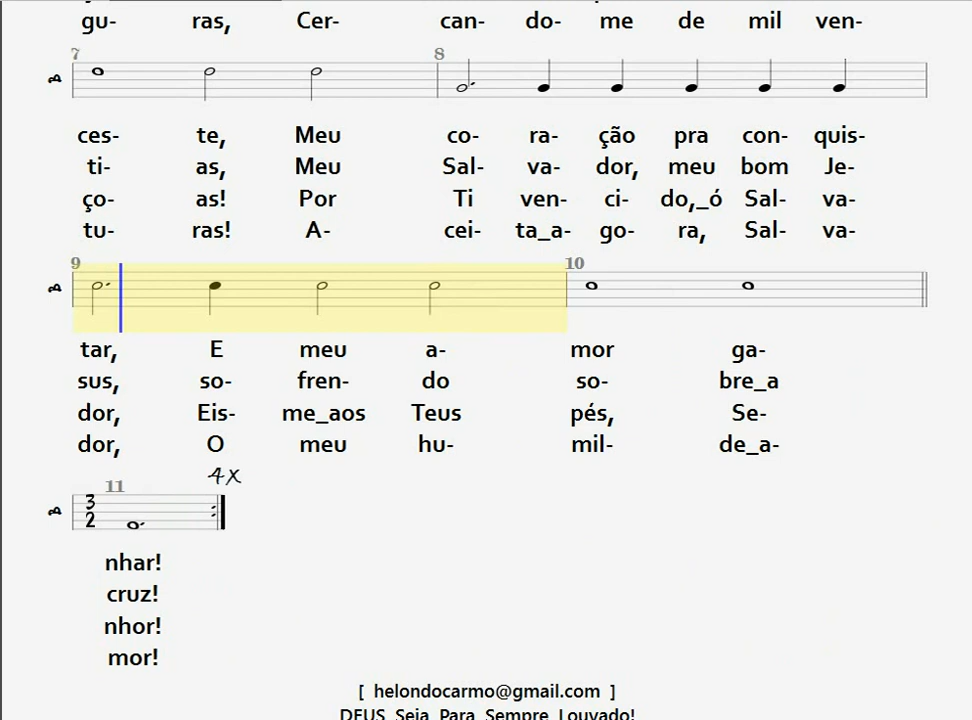 gu- ras, Cer- can- do- me de mil ven-
7 8
ces- te, Meu co- ra- ção pra con- quis-
ti- as, Meu Sal- va- dor, meu bom Je-
ço- as! Por Ti ven- ci- do,_ó Sal- va-
tu- ras! A- cei- ta_a- go- ra, Sal- va-
9 10
tar, E meu a- mor ga-
sus, so- fren- do so- bre_a
dor, Eis- me_aos Teus pés, Se-
dor, O meu hu- mil- de_a-
11 4X
3
2
nhar!
cruz!
nhor!
mor!
[ helondocarmo@gmail.com ]
DEUS Seja Para Sempre Louvado!